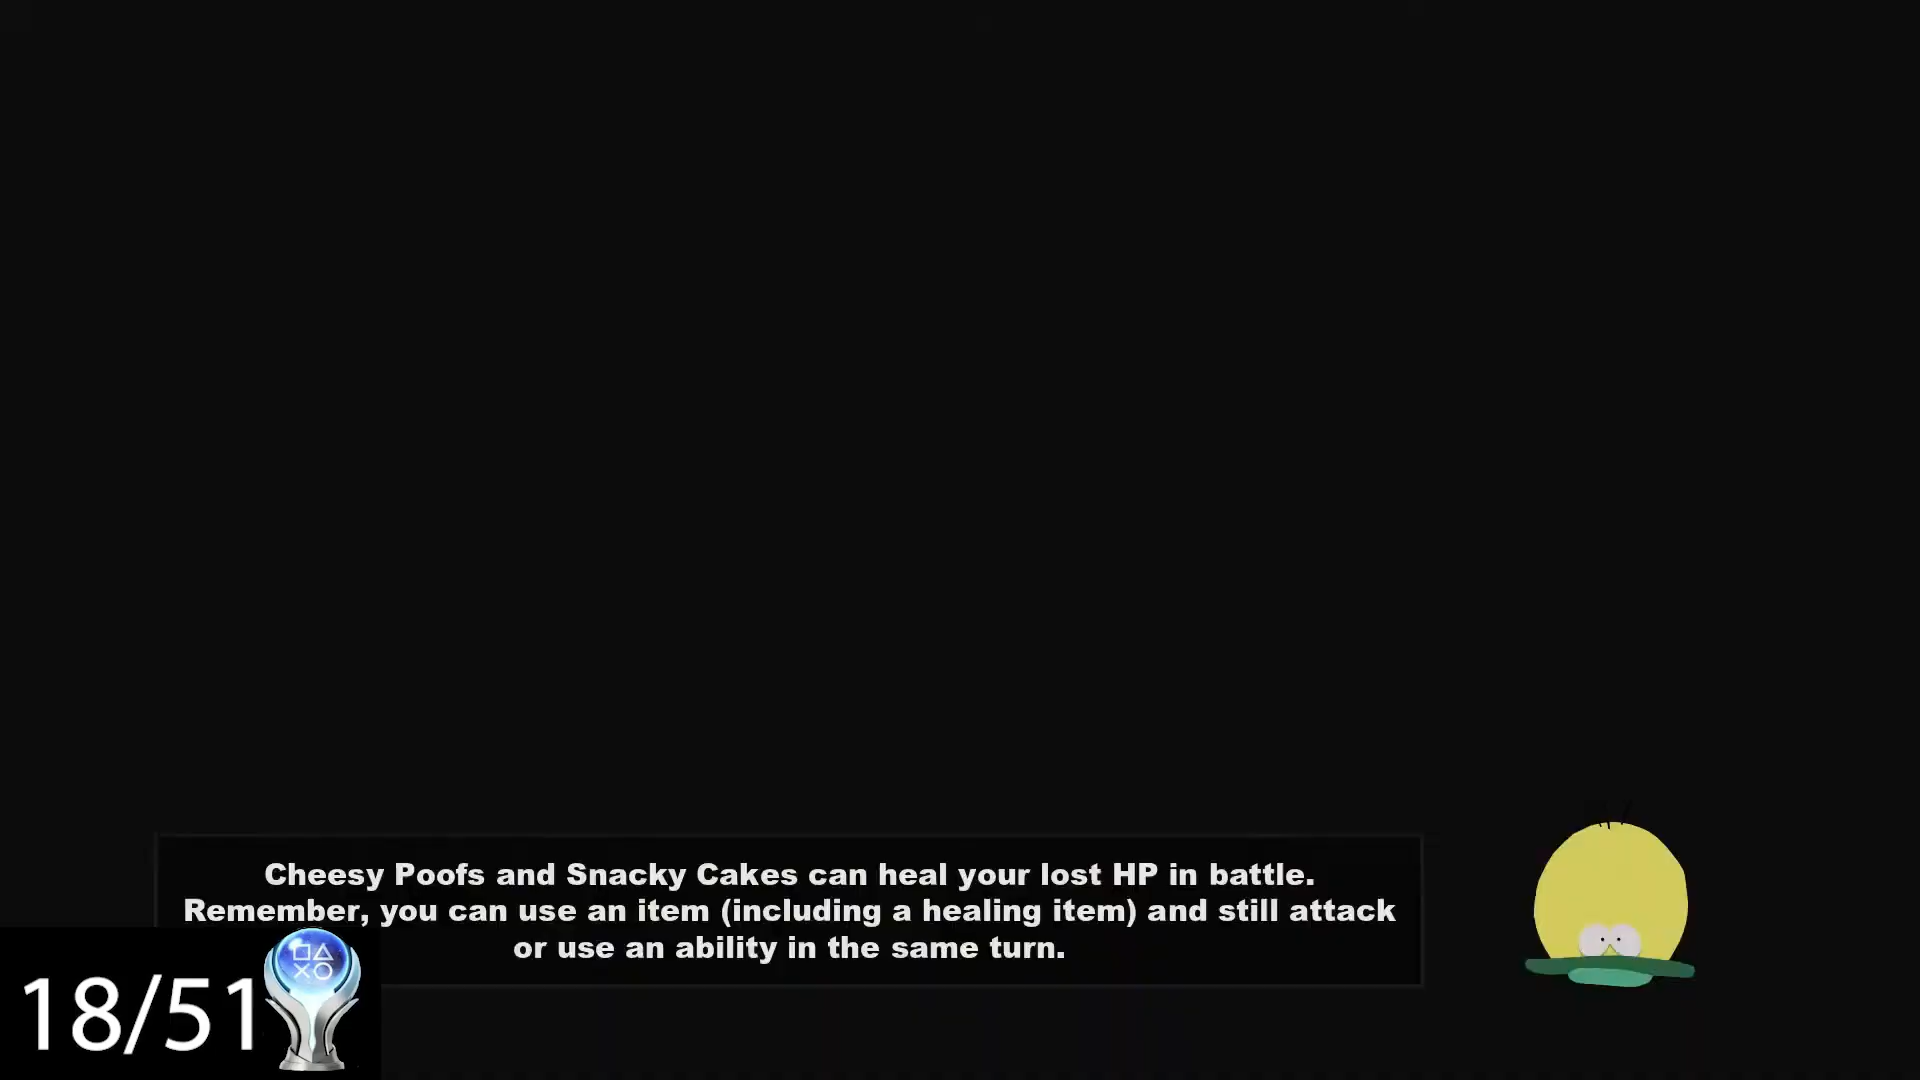 Cheesy Poofs and Snacky Cakes can heal your lost HP in battle.
Remember, you can use an item (including a healing item) and still attack
or use an ability in the same turn.
18/51